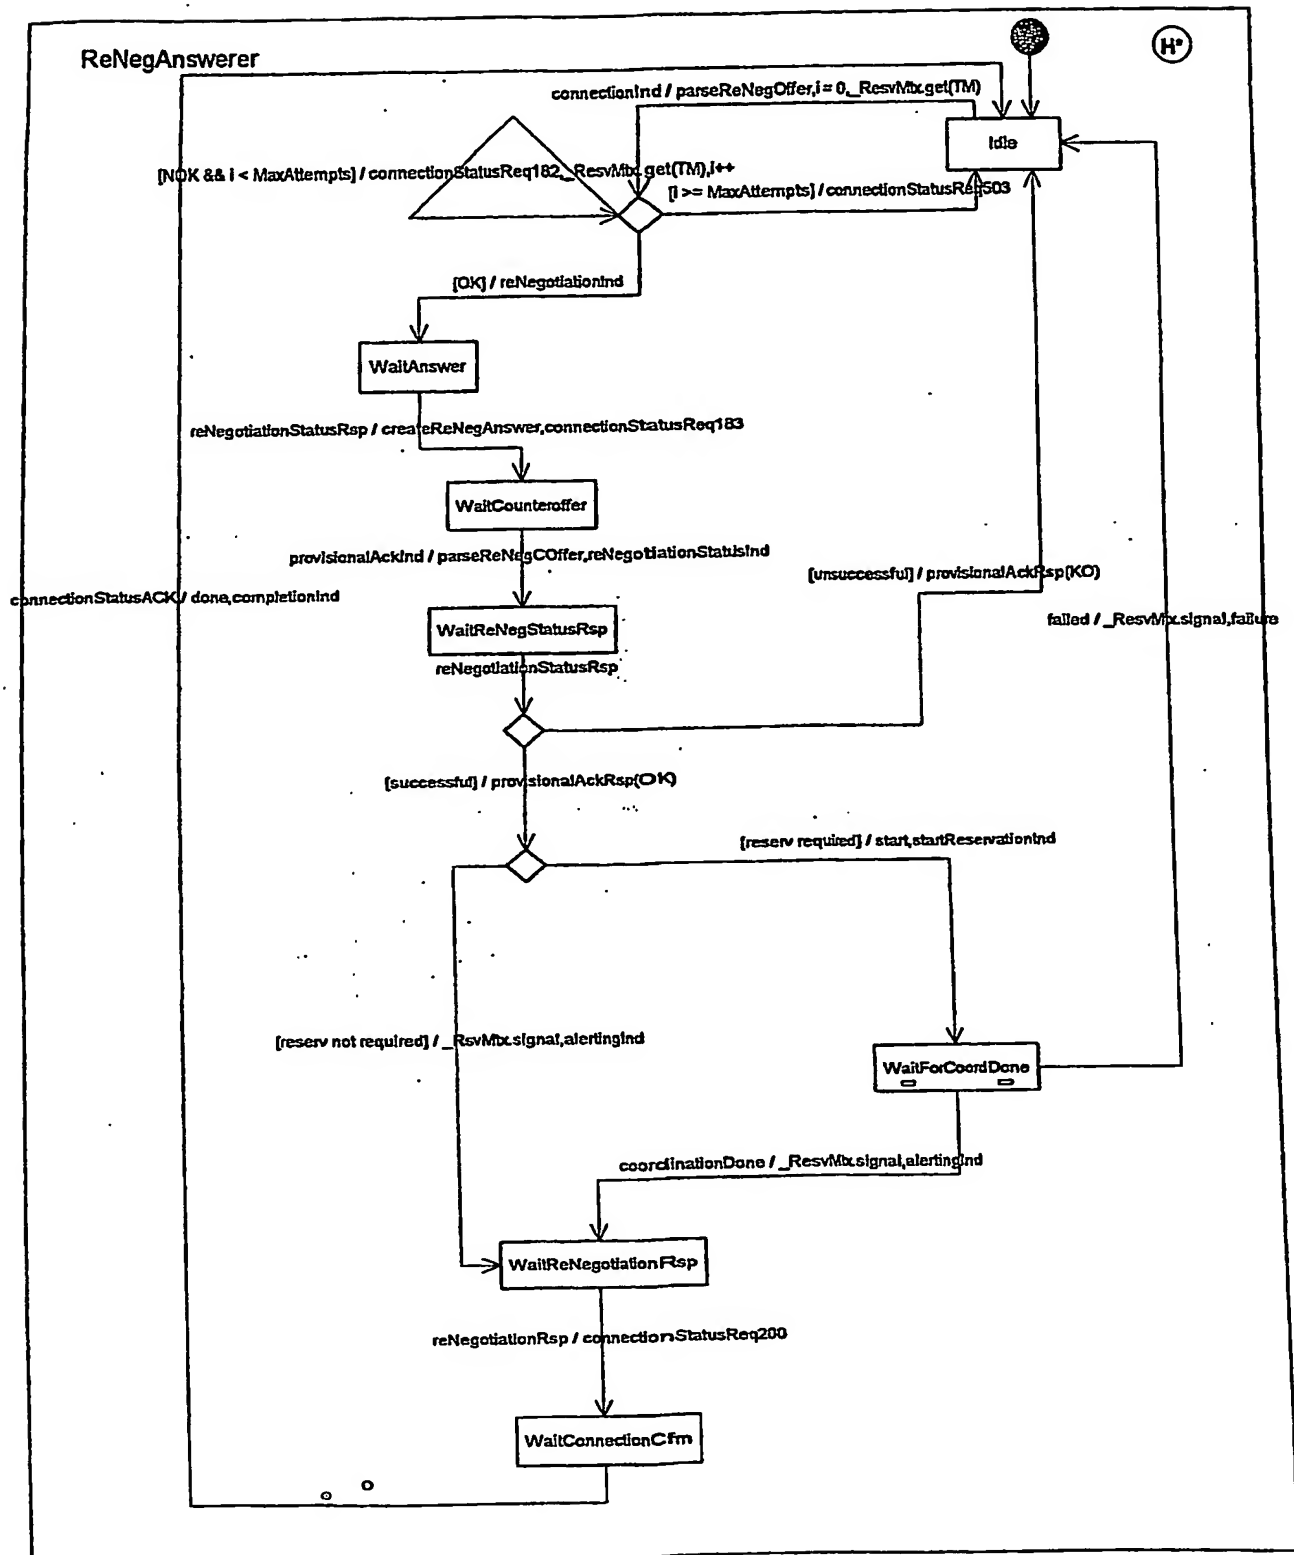 ReNegAnswerer
H*
connectionInd / parseReNegOffer,i = 0,_ResvMtx.get(TM)
Idle
[NOK && i < MaxAttempts] / connectionStatusReq182,_ResvMtx.get(TM),i++
[i >= MaxAttempts] / connectionStatusReq503
[OK] / reNegotiationInd
WaitAnswer
reNegotiationStatusRsp / createReNegAnswer,connectionStatusReq183
WaitCounteroffer
provisionalAckInd / parseReNegCOffer,reNegotiationStatusInd
[unsuccessful] / provisionalAckRsp(KO)
connectionStatusACK / done,completionInd
failed / _ResvMtx.signal,failure
WaitReNegStatusRsp
reNegotiationStatusRsp
[successful] / provisionalAckRsp(OK)
[reserv required] / start,startReservationInd
[reserv not required] / _RsvMtx.signal,alertingInd
WaitForCoordDone
coordinationDone / _ResvMtx.signal,alertingInd
WaitReNegotiationRsp
reNegotiationRsp / connectionStatusReq200
WaitConnectionCfm